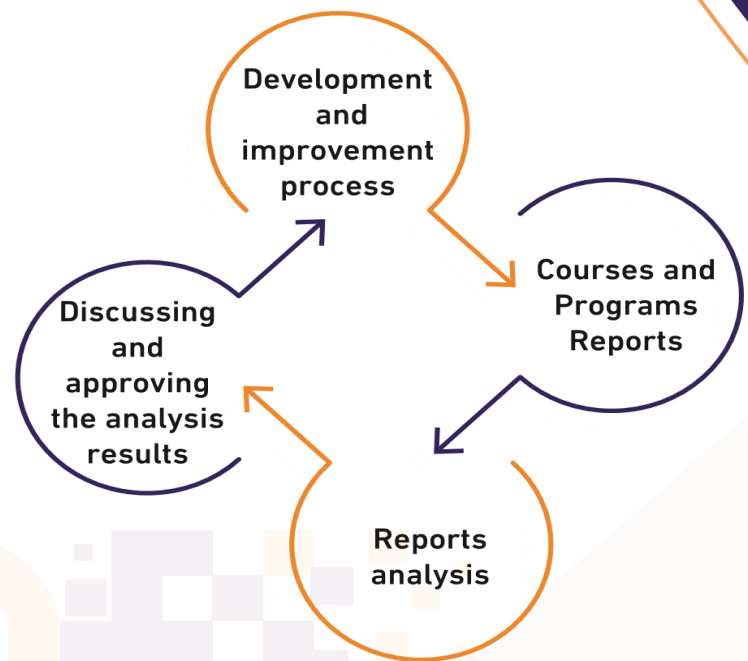 Development
and
improvement
process
Courses and
Programs
Reports
Discussing
and
approving
the analysis
results
Reports
analysis